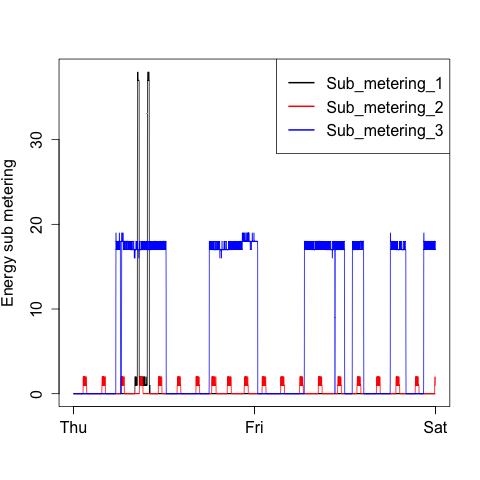 Sub_metering_1
Sub_metering_2
Sub_metering_3
Energy sub metering
30
20
10
0
Thu Fri Sat